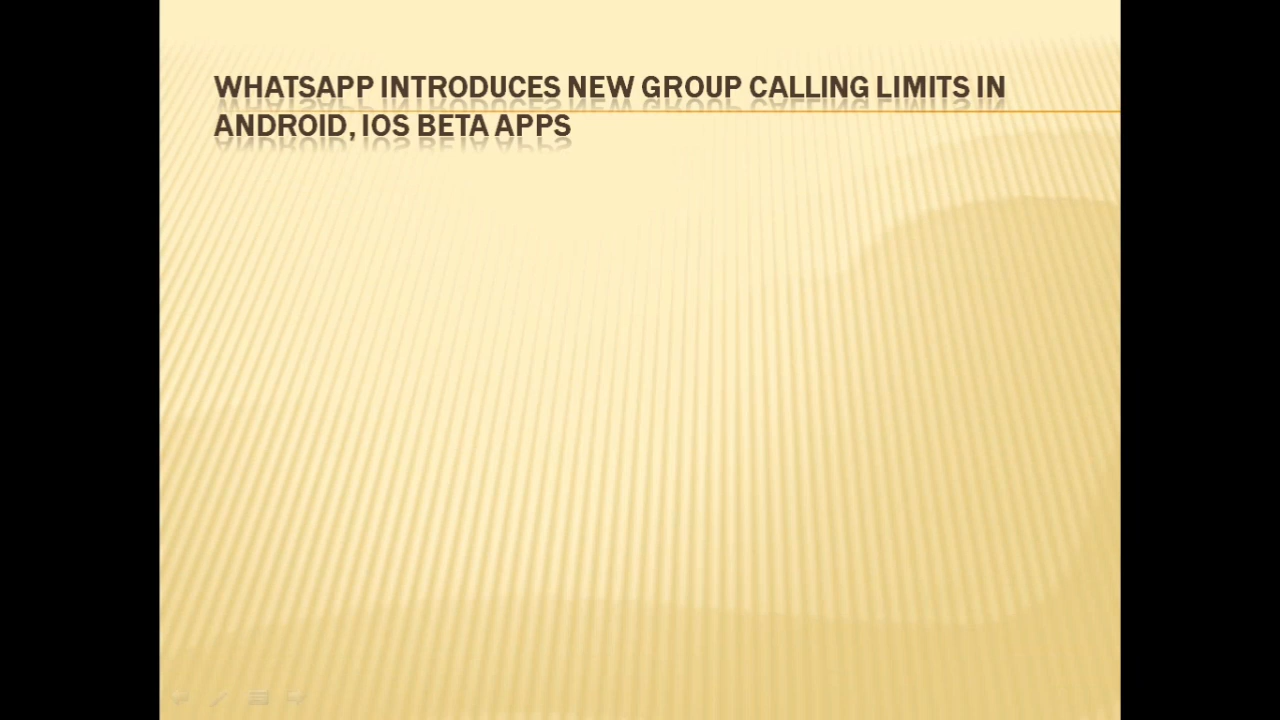 WHATSAPP INTRODUCES NEW GROUP CALLING LIMITS IN
ANDROID, IOS BETA APPS